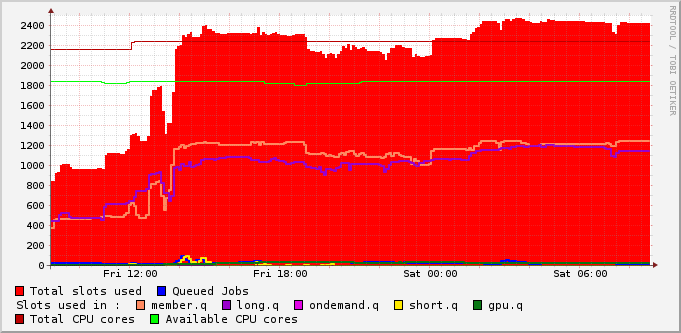 2400
2200
2000
1800
1600
1400
1200
1000
800
600
400
200
0
Fri 12:00 Fri 18:00 Sat 00:00 Sat 06:00
RRDTOOL / TOBI OETIKER
Total slots used Queued Jobs
Slots used in : member.q long.q ondemand.q short.q gpu.q
Total CPU cores Available CPU cores